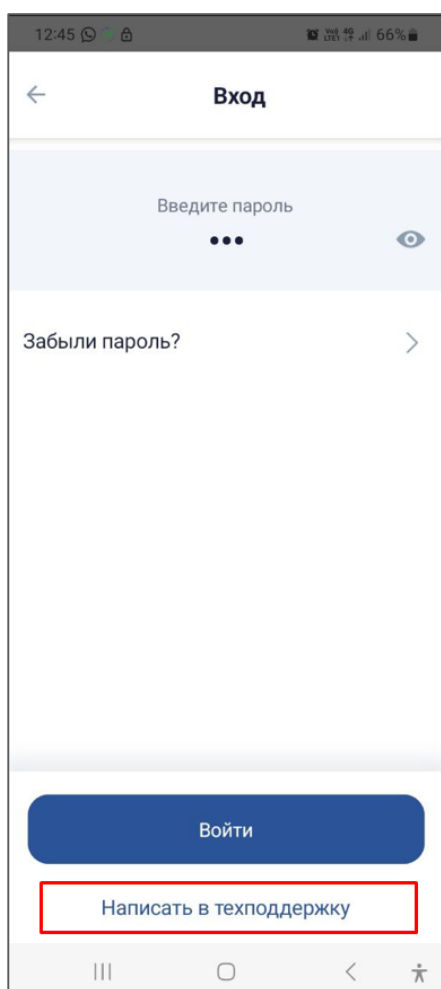 12:45
66%
Вход
Введите пароль
Забыли пароль?
Войти
Написать в техподдержку